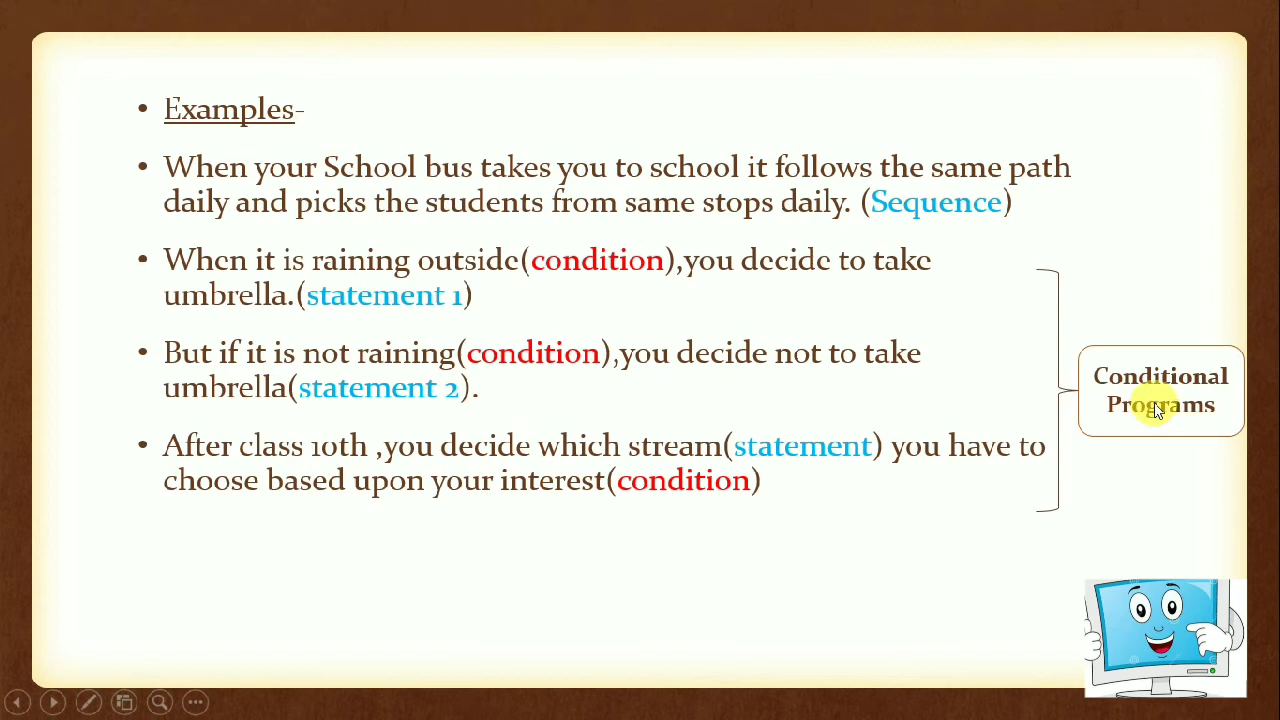 • Examples-
• When your School bus takes you to school it follows the same path
daily and picks the students from same stops daily. (Sequence)
• When it is raining outside(condition),you decide to take
umbrella.(statement 1)
• But if it is not raining(condition),you decide not to take
umbrella(statement 2).
• After class 10th ,you decide which stream(statement) you have to
choose based upon your interest(condition)
Conditional
Programs